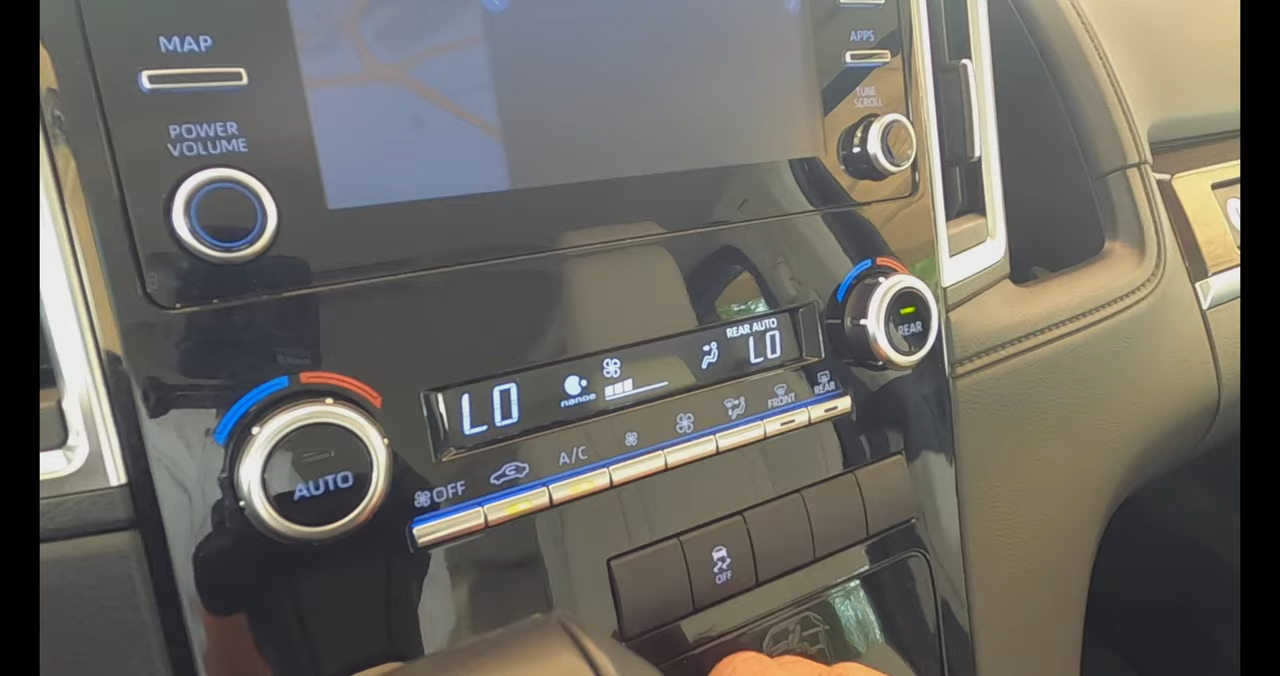 MAP
APPS
TUNE
SCROLL
POWER
VOLUME
REAR AUTO
LO
nanoe
LO
REAR
AUTO
OFF
A/C
FRONT
REAR
OFF